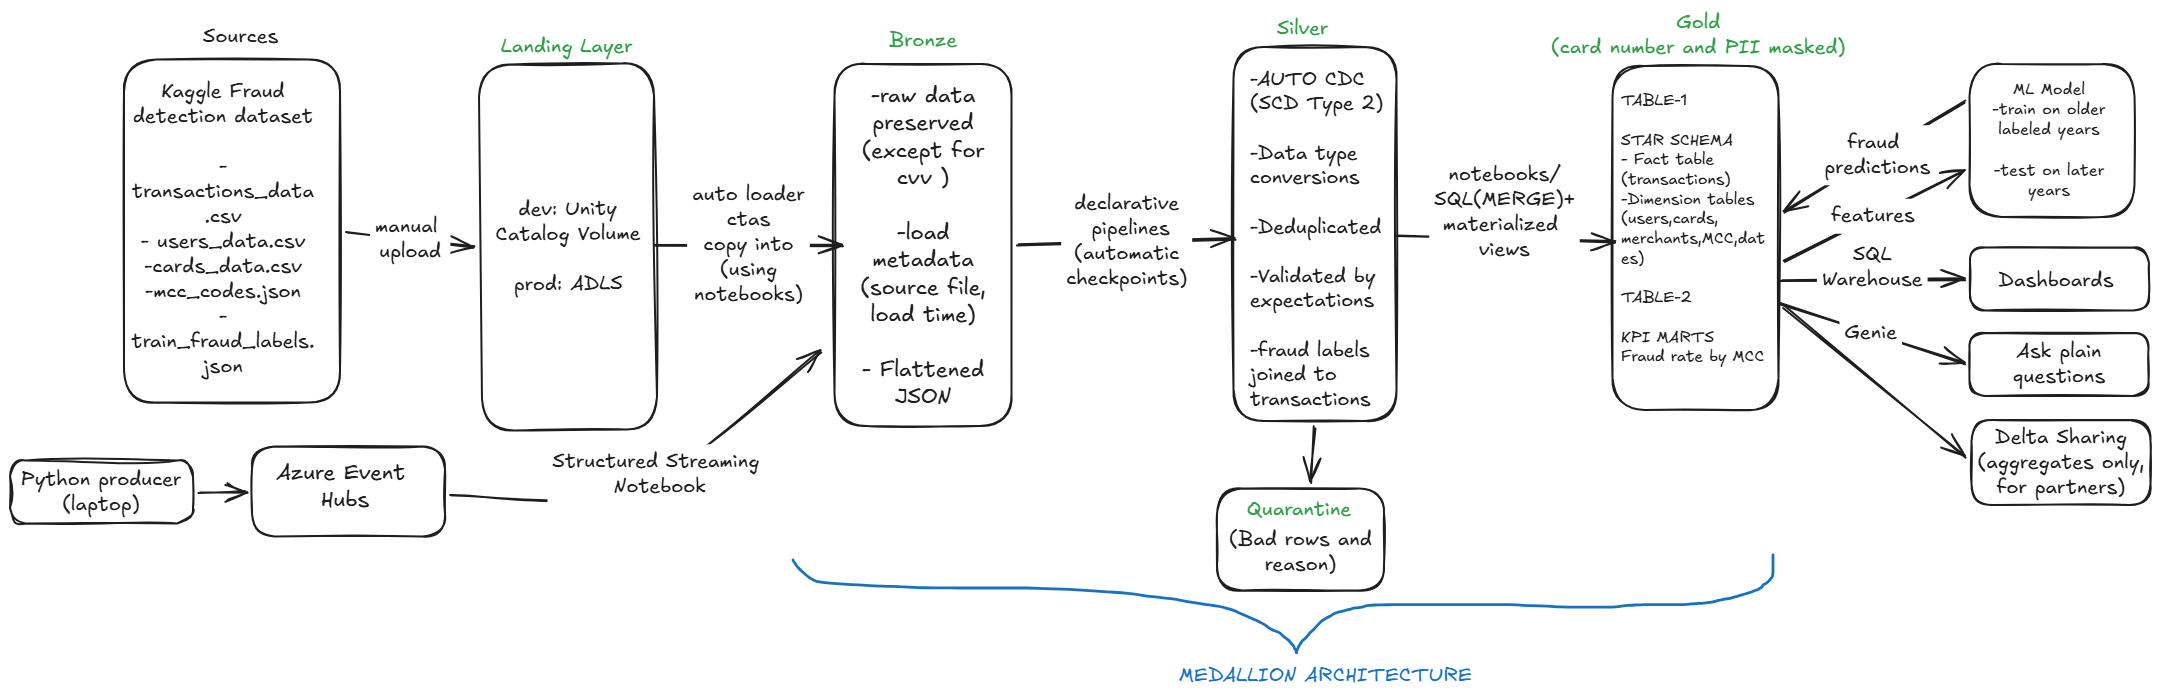 Sources
Kaggle Fraud
detection dataset
-
transactions_data
.csv
- users_data.csv
-cards_data.csv
-mcc_codes.json
-
train_fraud_labels.
json
manual
upload
Landing Layer
dev: Unity
Catalog Volume
prod: ADLS
auto loader
ctas
copy into
(using
notebooks)
Bronze
-raw data
preserved
(except for
cvv )
-load
metadata
(source file,
load time)
- Flattened
JSON
declarative
pipelines
(automatic
checkpoints)
Silver
-AUTO CDC
(SCD Type 2)
-Data type
conversions
-Deduplicated
-Validated by
expectations
-fraud labels
joined to
transactions
notebooks/
SQL(MERGE)+
materialized
views
Gold
(card number and PII masked)
TABLE-1
STAR SCHEMA
- Fact table
(transactions)
-Dimension tables
(users,cards,
merchants,MCC,dat
es)
TABLE-2
KPI MARTS
Fraud rate by MCC
fraud
predictions
features
SQL
Warehouse
Genie
ML Model
-train on older
labeled years
-test on later
years
Dashboards
Ask plain
questions
Delta Sharing
(aggregates only,
for partners)
Python producer
(laptop)
Azure Event
Hubs
Structured Streaming
Notebook
Quarantine
(Bad rows and
reason)
MEDALLION ARCHITECTURE